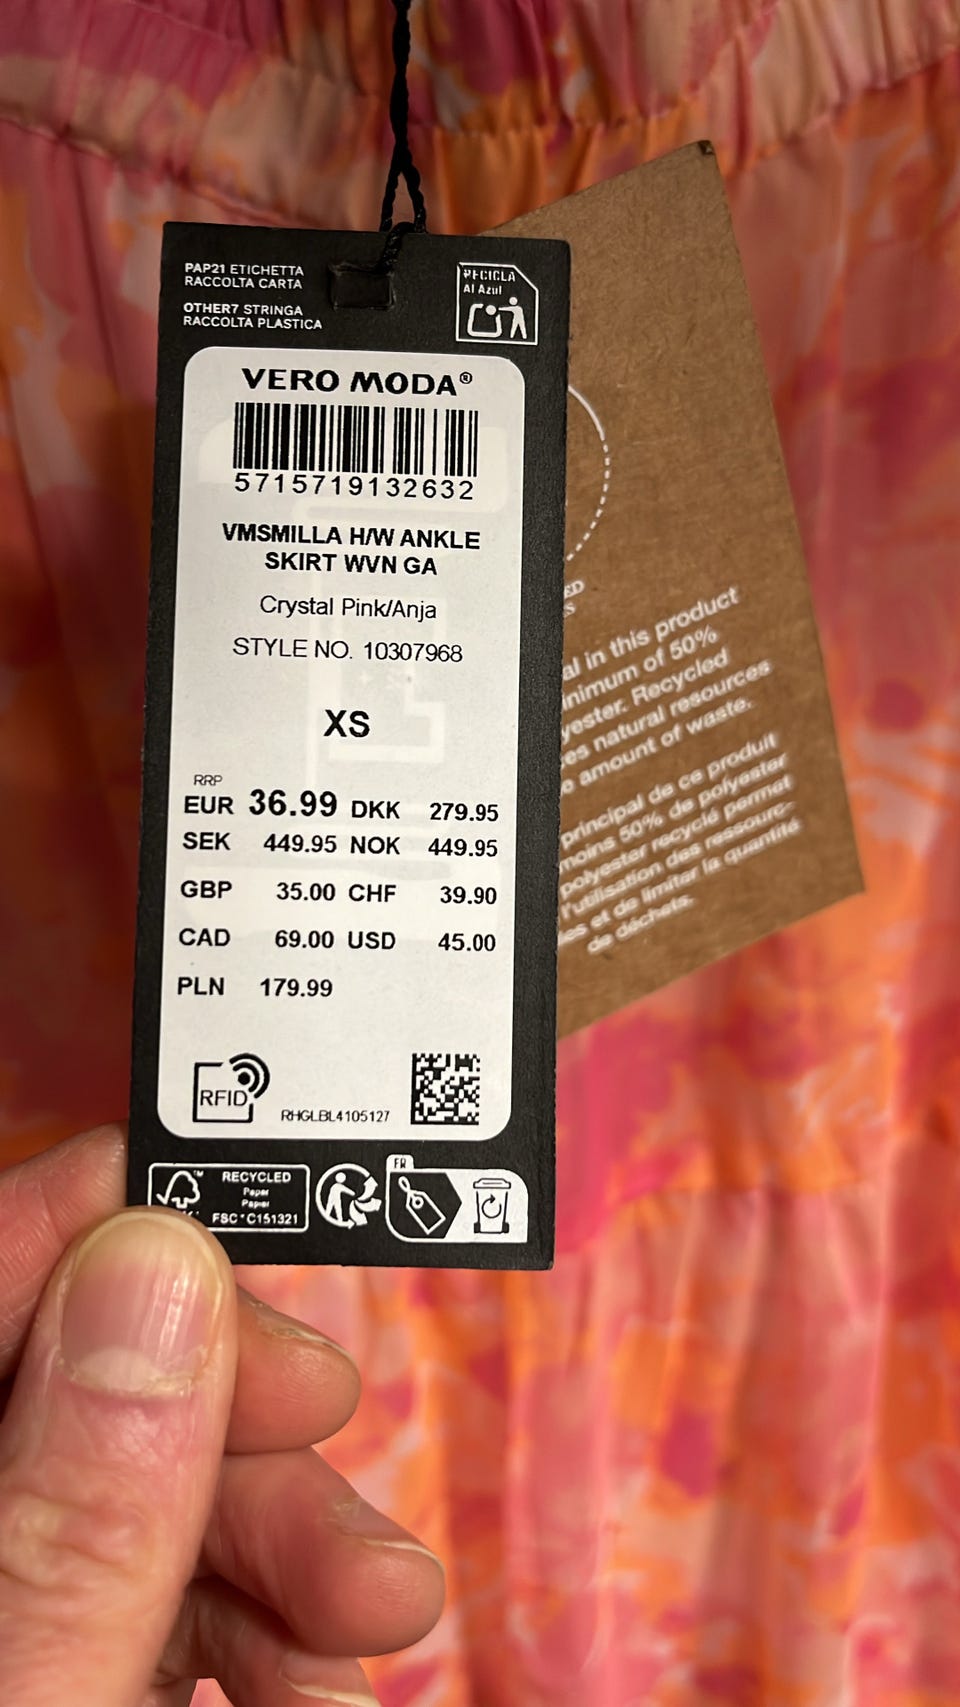 PAP21 ETICHETTA
RACCOLTA CARTA
OTHER7 STRINGA
RACCOLTA PLASTICA
RECICLA
Al Azul
VERO MODA®
5715719132632
VMSMILLA H/W ANKLE
SKIRT WVN GA
Crystal Pink/Anja
STYLE NO. 10307968
XS
RRP
EUR 36.99 DKK 279.95
SEK 449.95 NOK 449.95
GBP 35.00 CHF 39.90
CAD 69.00 USD 45.00
PLN 179.99
RFID
RHGLBL4105127
RECYCLED
Paper
Papier
FSC® C151321
FR
in this product
of 50%
Recycled
natural resources
amount of waste.
principal de ce produit
moins 50% de polyester
polyester recyclé permet
l'utilisation des ressourc-
es et de limiter la quantité
de déchets.